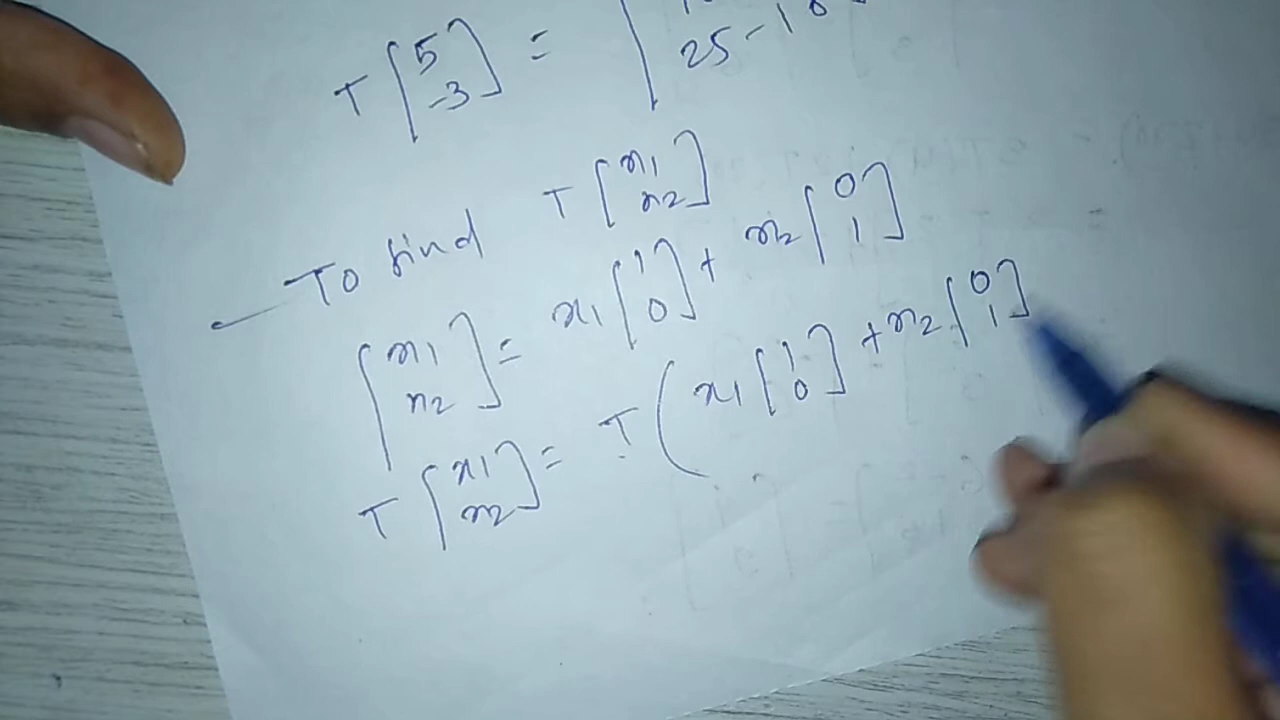 T [5 -3] = [ 25-18
To find T [x1 x2]
[x1 x2] = x1 [1 0] + x2 [0 1]
T [x1 x2] = T ( x1 [1 0] + x2 [0 1]